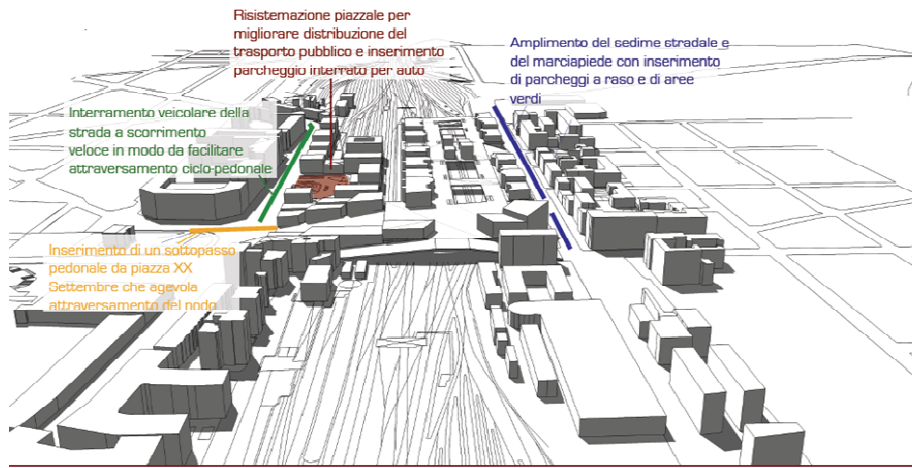 Risistemazione piazzale per
migliorare distribuzione del
trasporto pubblico e inserimento
parcheggio interrato per auto
Amplimento del sedime stradale e
del marciapiede con inserimento
di parcheggi a raso e di aree
verdi
Interramento veicolare della
strada a scorrimento
veloce in modo da facilitare
attraversamento ciclo-pedonale
Inserimento di un sottopasso
pedonale da piazza XX
Settembre che agevola
attraversamento del nodo